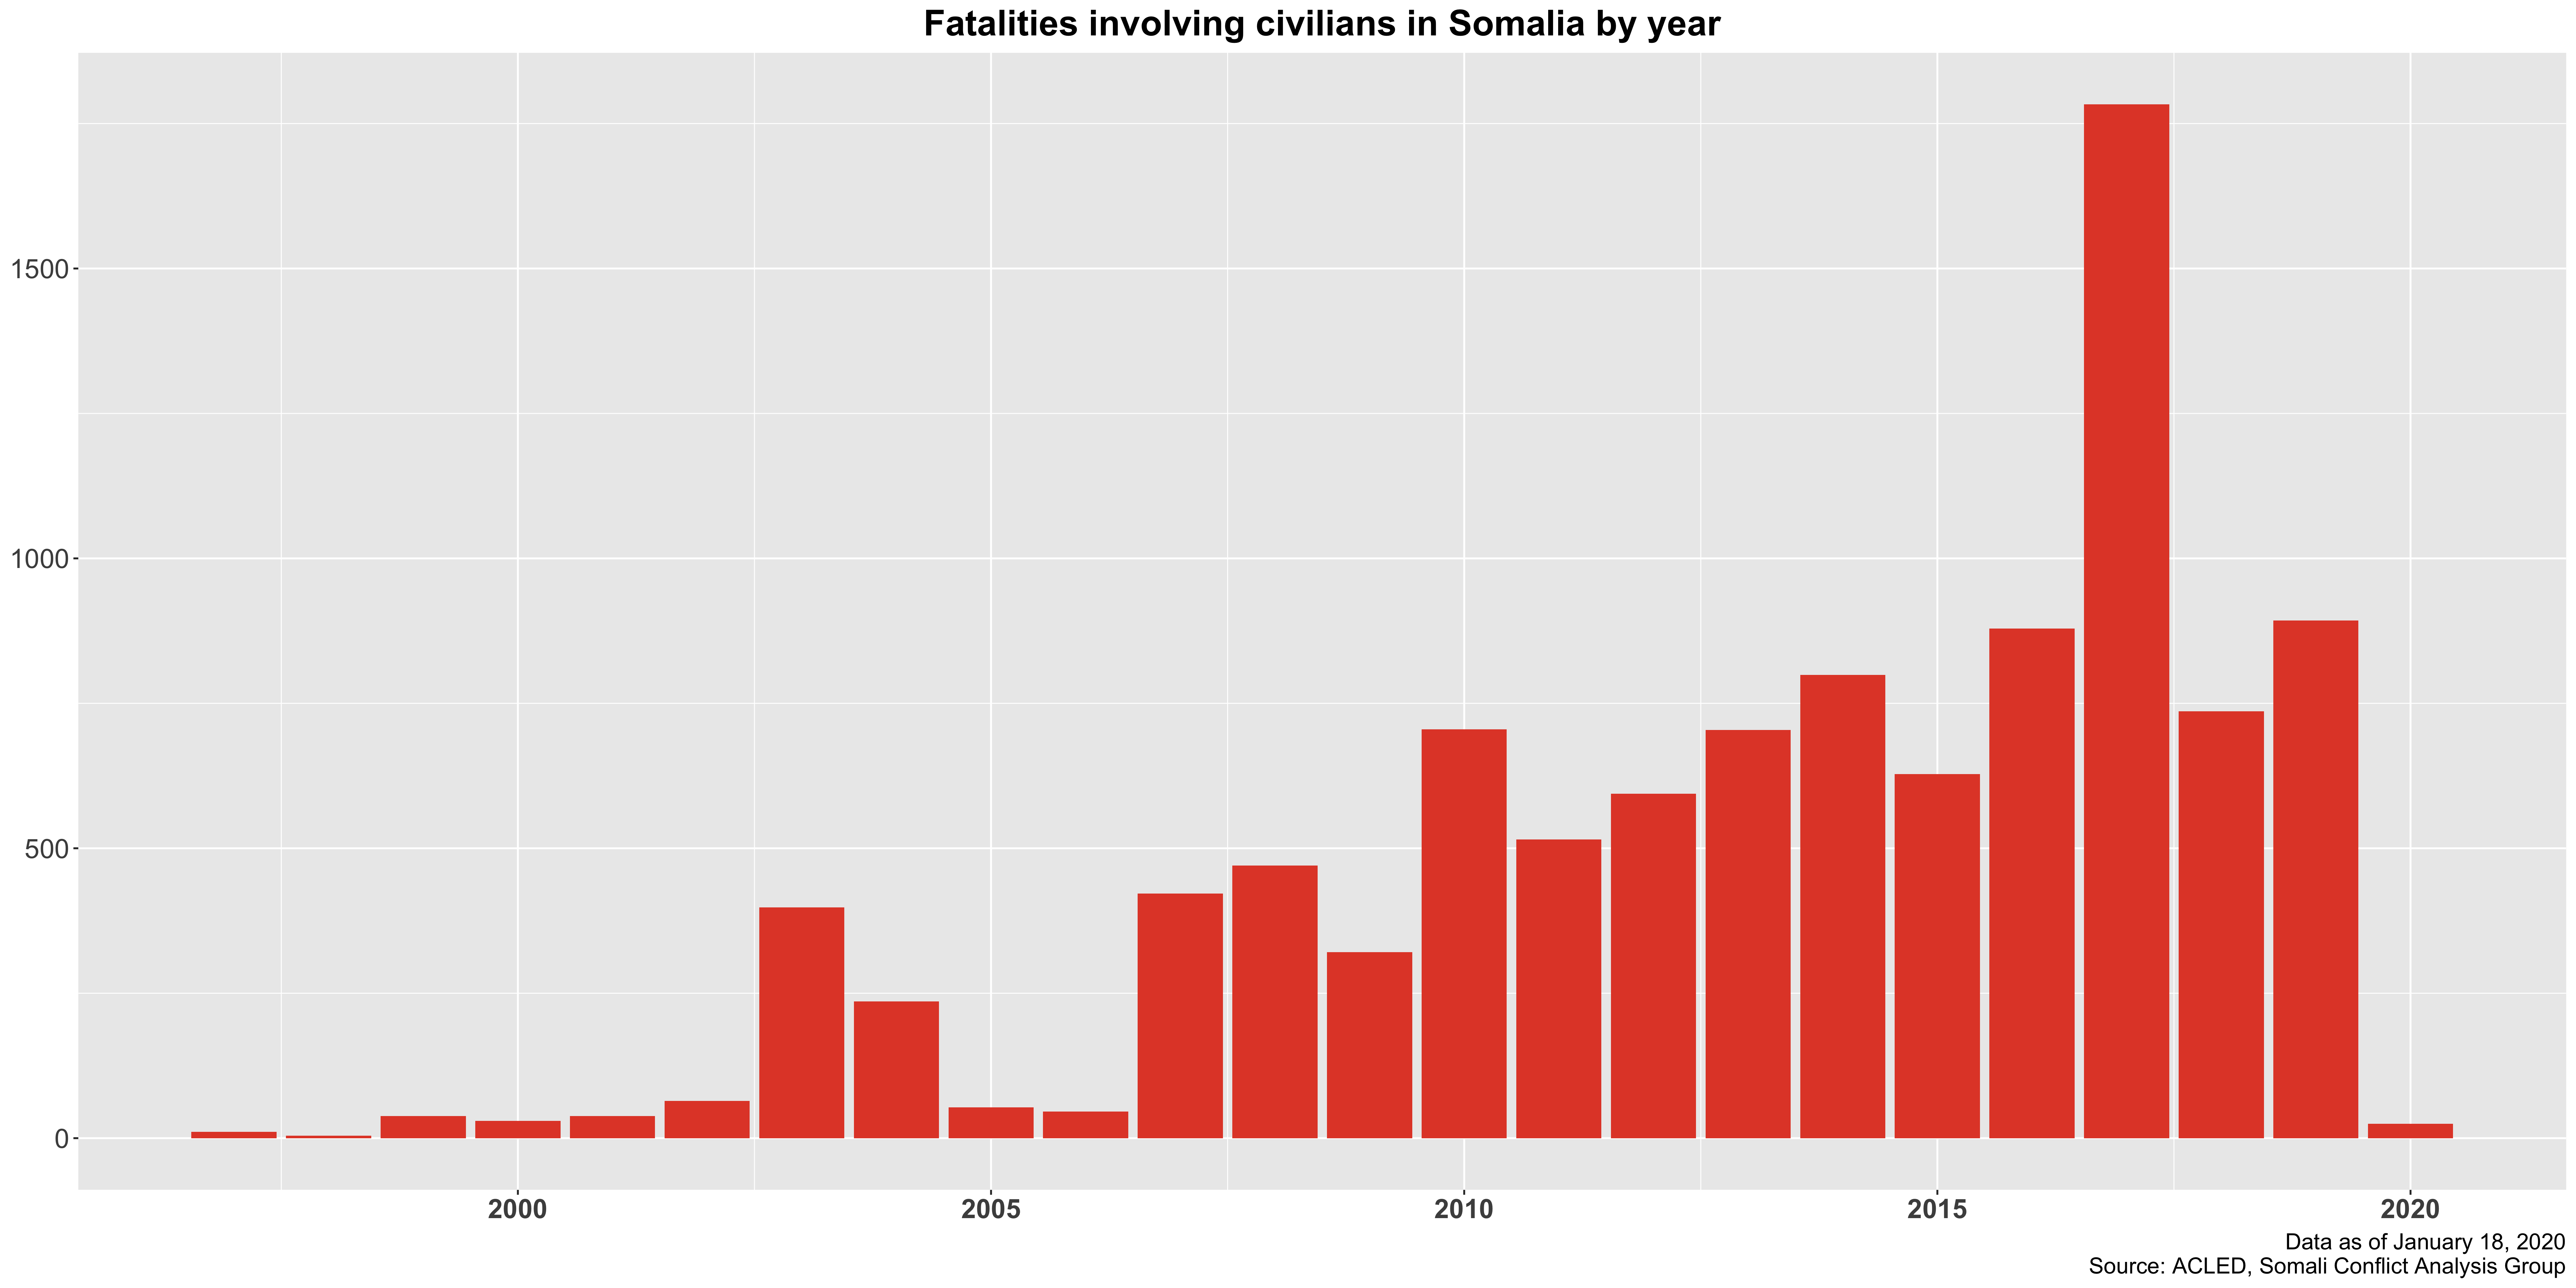 Fatalities involving civilians in Somalia by year
1500
1000
500
0
2000 2005 2010 2015 2020
Data as of January 18, 2020
Source: ACLED, Somali Conflict Analysis Group